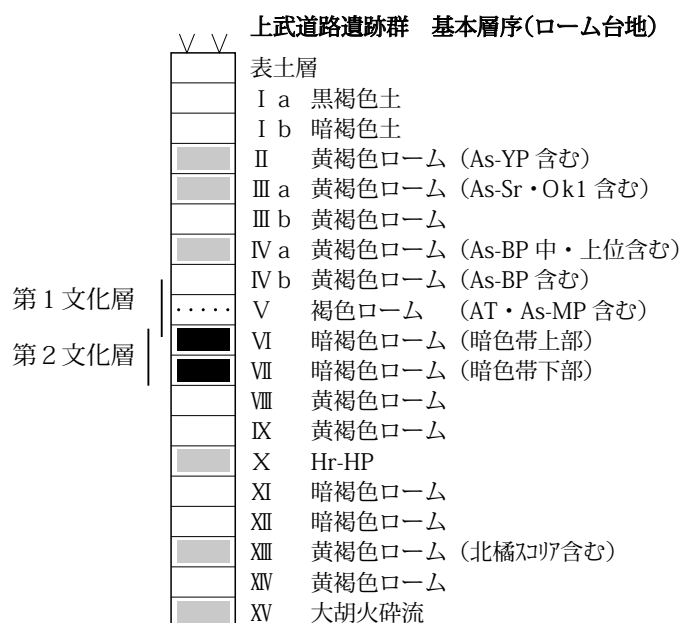 上武道路遺跡群　基本層序（ローム台地）
表土層
Ⅰa 黒褐色土
Ⅰb 暗褐色土
Ⅱ 黄褐色ローム（As-YP 含む）
Ⅲa 黄褐色ローム（As-Sr・Ok1 含む）
Ⅲb 黄褐色ローム
Ⅳa 黄褐色ローム（As-BP 中・上位含む）
Ⅳb 黄褐色ローム（As-BP 含む）
第１文化層
Ⅴ 褐色ローム　（AT・As-MP 含む）
Ⅵ 暗褐色ローム（暗色帯上部）
第２文化層
Ⅶ 暗褐色ローム（暗色帯下部）
Ⅷ 黄褐色ローム
Ⅸ 黄褐色ローム
Ⅹ Hr-HP
Ⅺ 暗褐色ローム
Ⅻ 暗褐色ローム
XIII 黄褐色ローム（北橘ｽｺﾘｱ含む）
XIV 黄褐色ローム
XV 大胡火砕流